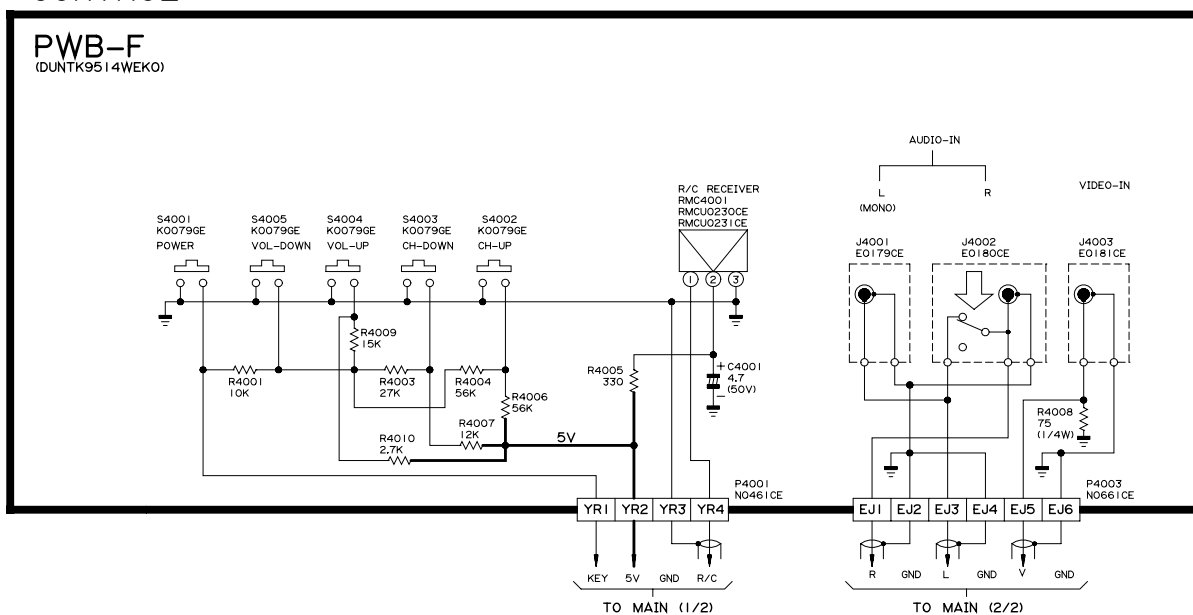 PWB-F
(DUNTK9514WEK0)
AUDIO-IN
L
(MONO)
R
VIDEO-IN
R/C RECEIVER
RMC4001
RMCU0230CE
RMCU0231CE
S4001
K0079GE
POWER
S4005
K0079GE
VOL-DOWN
S4004
K0079GE
VOL-UP
S4003
K0079GE
CH-DOWN
S4002
K0079GE
CH-UP
1
2
3
J4001
E0179CE
J4002
E0180CE
J4003
E0181CE
R4009
15K
R4001
10K
R4003
27K
R4004
56K
R4005
330
+
C4001
4.7
(50V)
-
R4006
56K
R4007
12K
R4010
2.7K
5V
R4008
75
(1/4W)
P4001
N0461CE
P4003
N0661CE
YR1 YR2 YR3 YR4
EJ1 EJ2 EJ3 EJ4 EJ5 EJ6
KEY 5V GND R/C
R GND L GND V GND
TO MAIN (1/2)
TO MAIN (2/2)